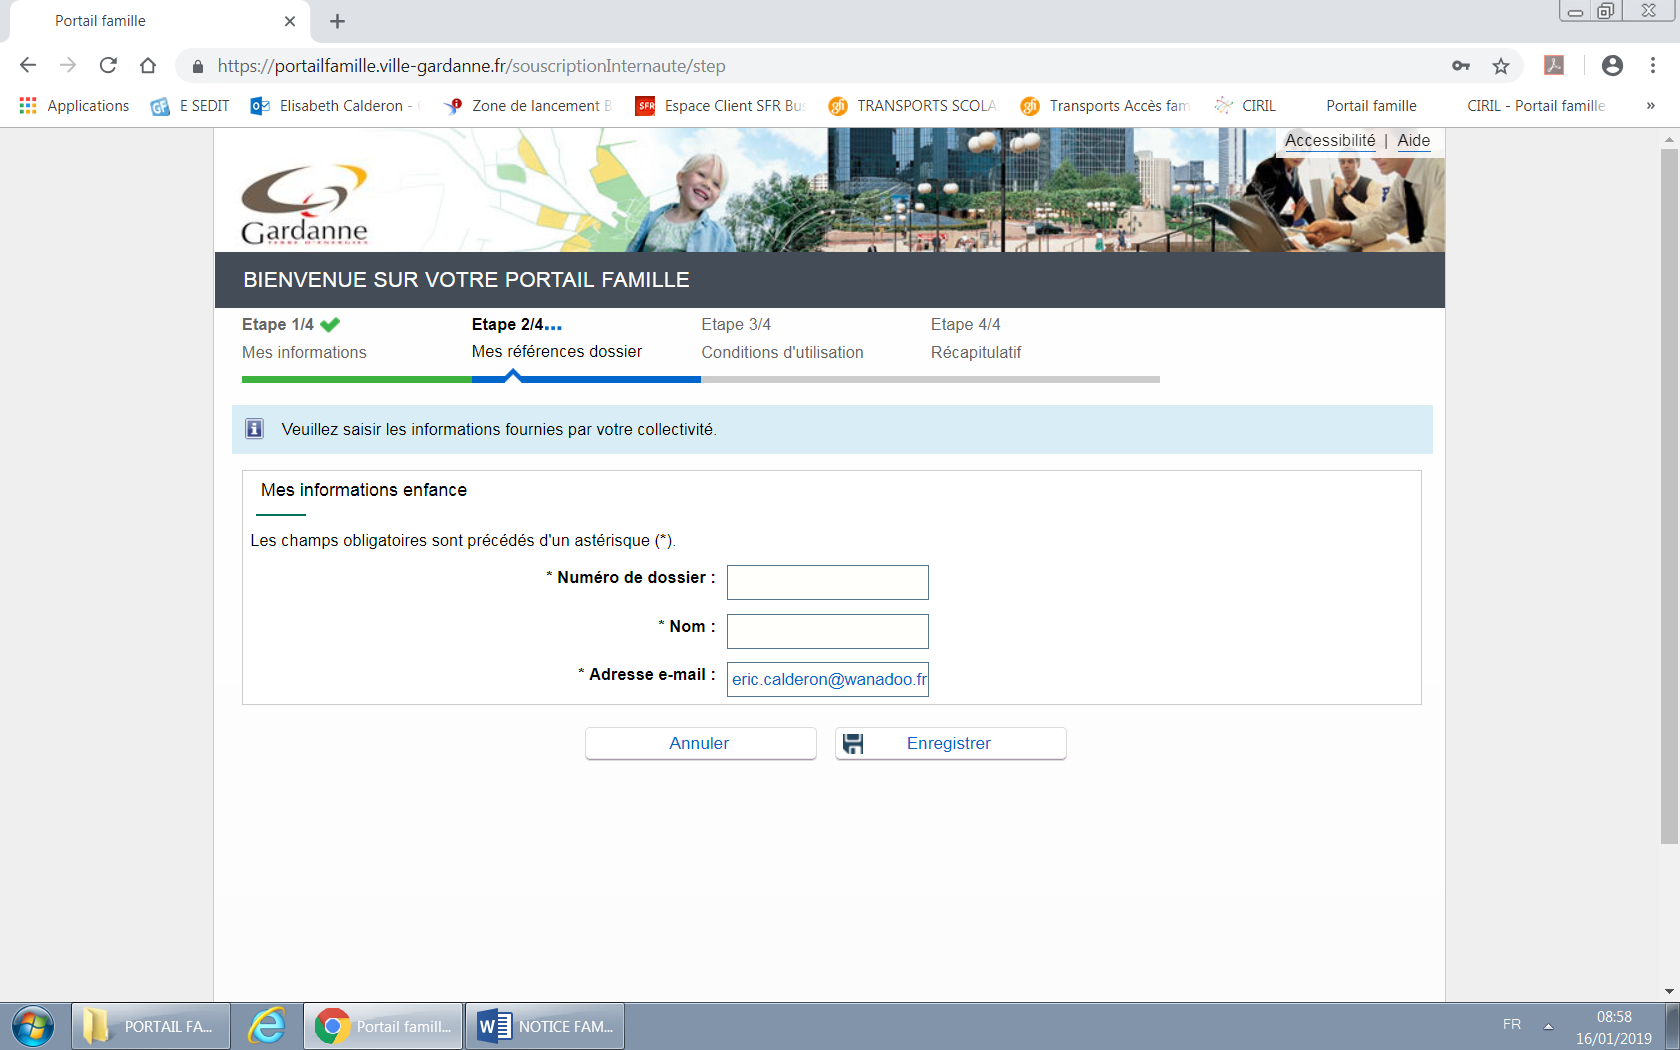 Portail famille
https://portailfamille.ville-gardanne.fr/souscriptionInternaute/step
Applications
E SEDIT
Elisabeth Calderon -
Zone de lancement B
Espace Client SFR Bus
TRANSPORTS SCOLA
Transports Accès fam
CIRIL
Portail famille
CIRIL - Portail famille
»
Accessibilité | Aide
Gardanne
TERRE D'ENERGIES
BIENVENUE SUR VOTRE PORTAIL FAMILLE
Etape 1/4
Mes informations
Etape 2/4...
Mes références dossier
Etape 3/4
Conditions d'utilisation
Etape 4/4
Récapitulatif
Veuillez saisir les informations fournies par votre collectivité.
Mes informations enfance
Les champs obligatoires sont précédés d'un astérisque (*).
* Numéro de dossier :
* Nom :
* Adresse e-mail : eric.calderon@wanadoo.fr
Annuler
Enregistrer
PORTAIL FA...
Portail famill...
NOTICE FAM...
FR
08:58
16/01/2019